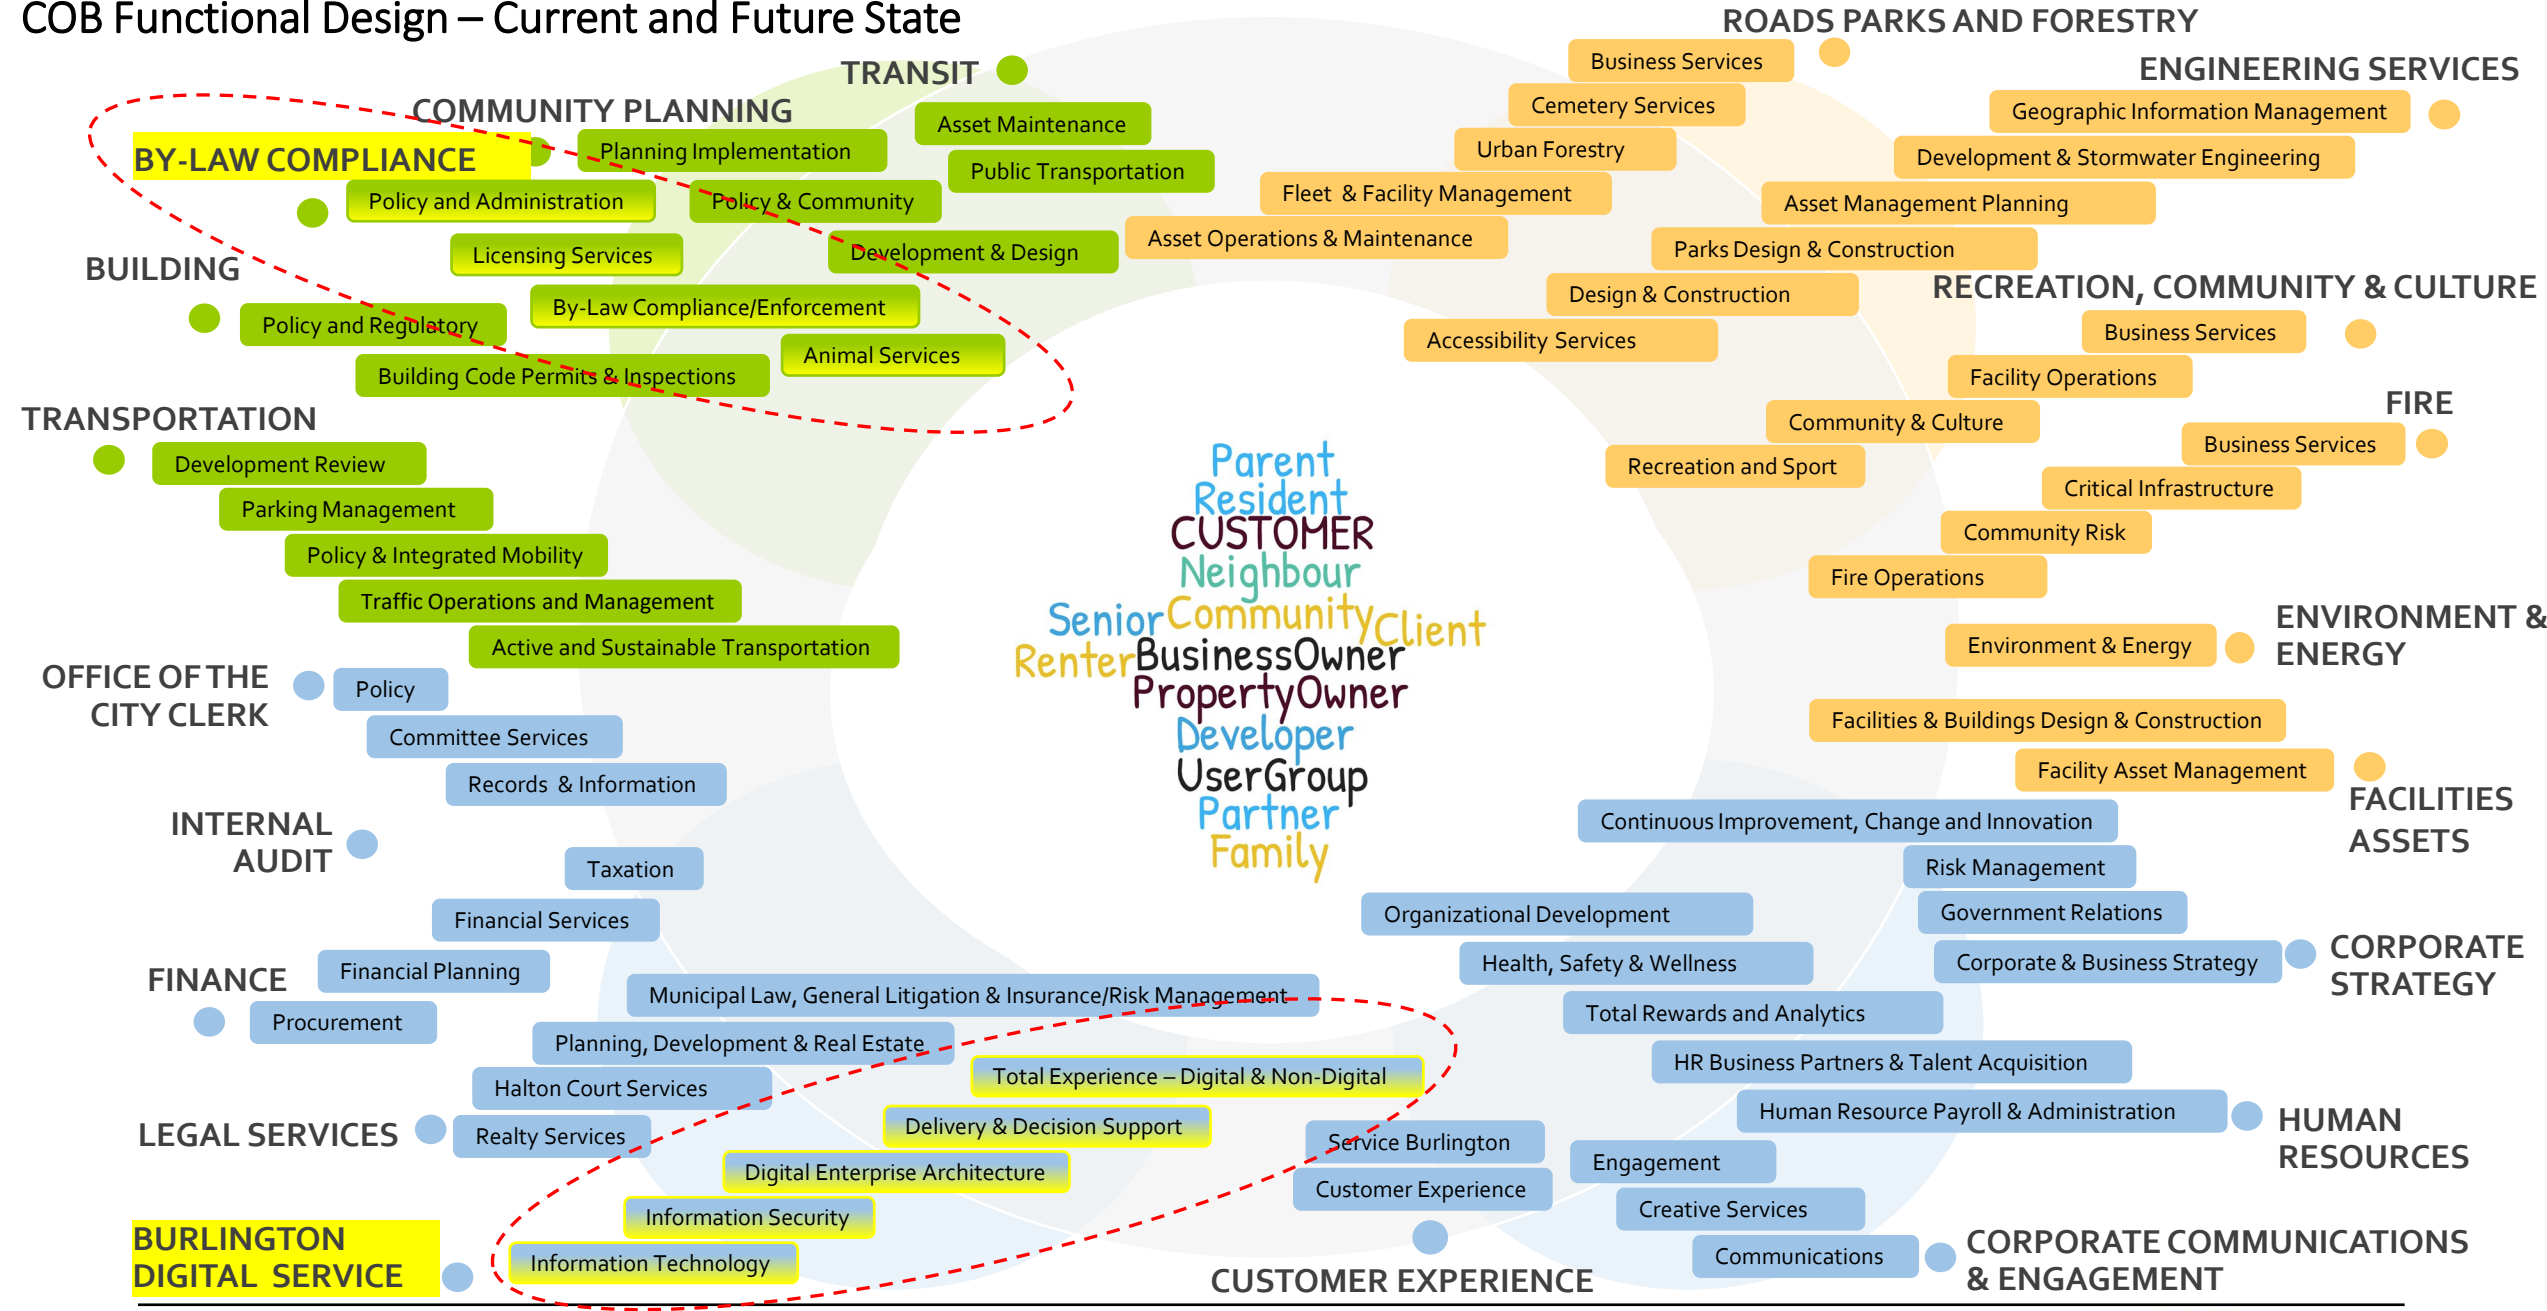 COB Functional Design – Current and Future State
TRANSIT
Asset Maintenance
Public Transportation
COMMUNITY PLANNING
Planning Implementation
Policy & Community
Development & Design
BY-LAW COMPLIANCE
Policy and Administration
Licensing Services
By-Law Compliance/Enforcement
Animal Services
BUILDING
Policy and Regulatory
Building Code Permits & Inspections
TRANSPORTATION
Development Review
Parking Management
Policy & Integrated Mobility
Traffic Operations and Management
Active and Sustainable Transportation
ROADS PARKS AND FORESTRY
Business Services
Cemetery Services
Urban Forestry
Fleet & Facility Management
Asset Operations & Maintenance
ENGINEERING SERVICES
Geographic Information Management
Development & Stormwater Engineering
Asset Management Planning
Parks Design & Construction
Design & Construction
Accessibility Services
RECREATION, COMMUNITY & CULTURE
Business Services
Facility Operations
Community & Culture
Recreation and Sport
FIRE
Business Services
Critical Infrastructure
Community Risk
Fire Operations
ENVIRONMENT &
ENERGY
Environment & Energy
Facilities & Buildings Design & Construction
Facility Asset Management
FACILITIES
ASSETS
Parent
Resident
CUSTOMER
Neighbour
Senior Community Client
Renter BusinessOwner
PropertyOwner
Developer
UserGroup
Partner
Family
OFFICE OF THE
CITY CLERK
Policy
Committee Services
Records & Information
INTERNAL
AUDIT
Taxation
Financial Services
Financial Planning
FINANCE
Procurement
Municipal Law, General Litigation & Insurance/Risk Management
Planning, Development & Real Estate
Halton Court Services
LEGAL SERVICES
Realty Services
Total Experience – Digital & Non-Digital
Delivery & Decision Support
Digital Enterprise Architecture
Information Security
Information Technology
BURLINGTON
DIGITAL SERVICE
Service Burlington
Customer Experience
CUSTOMER EXPERIENCE
Continuous Improvement, Change and Innovation
Risk Management
Government Relations
Corporate & Business Strategy
CORPORATE
STRATEGY
Organizational Development
Health, Safety & Wellness
Total Rewards and Analytics
HR Business Partners & Talent Acquisition
Human Resource Payroll & Administration
HUMAN
RESOURCES
Engagement
Creative Services
Communications
CORPORATE COMMUNICATIONS
& ENGAGEMENT